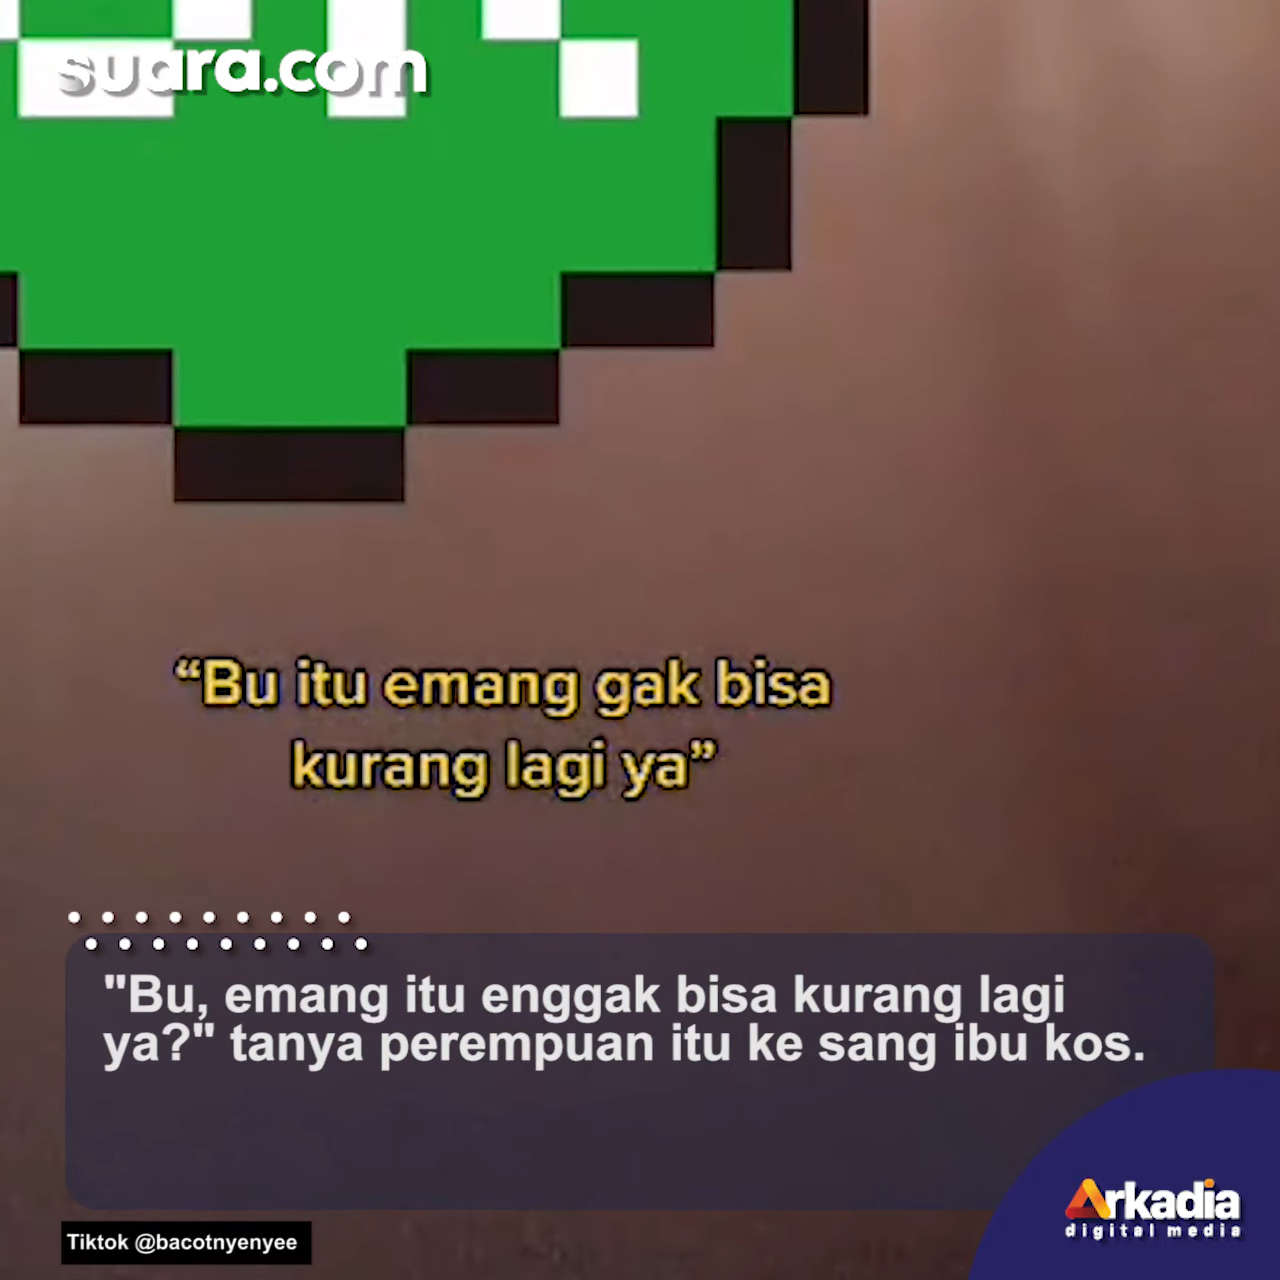 suara.com
“Bu itu emang gak bisa
kurang lagi ya”
"Bu, emang itu enggak bisa kurang lagi
ya?" tanya perempuan itu ke sang ibu kos.
Tiktok @bacotnyenyee
Arkadia
digital media